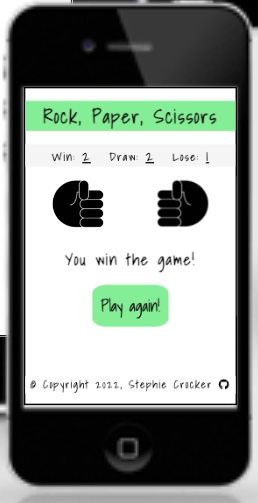 Rock, Paper, Scissors
Win: 2 Draw: 2 Lose: 1
You win the game!
Play again!
© Copyright 2022, Stephie Crocker